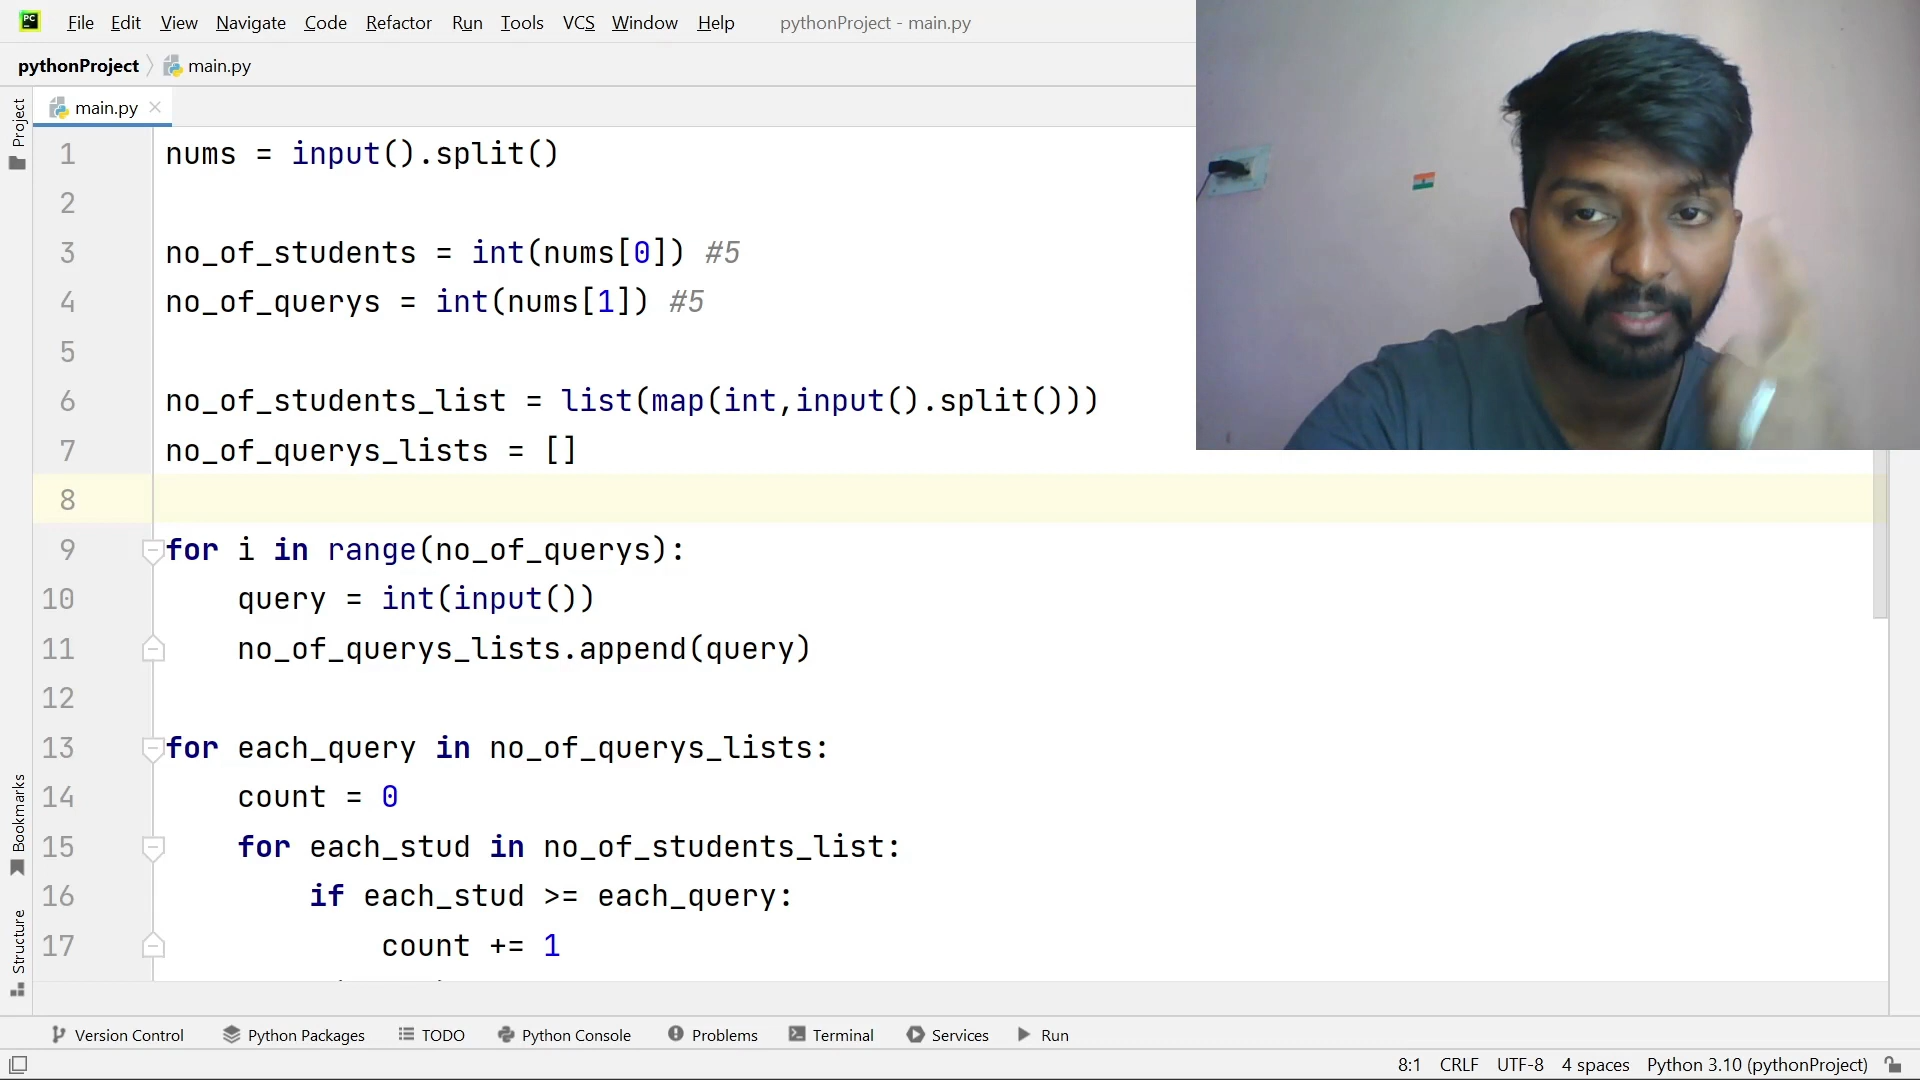 PC
File Edit View Navigate Code Refactor Run Tools VCS Window Help pythonProject - main.py
pythonProject main.py
main.py
Project
1 nums = input().split()
2
3 no_of_students = int(nums[0]) #5
4 no_of_querys = int(nums[1]) #5
5
6 no_of_students_list = list(map(int,input().split()))
7 no_of_querys_lists = []
8
9 for i in range(no_of_querys):
10 query = int(input())
11 no_of_querys_lists.append(query)
12
13 for each_query in no_of_querys_lists:
14 count = 0
15 for each_stud in no_of_students_list:
16 if each_stud >= each_query:
17 count += 1
Bookmarks
Structure
Version Control Python Packages TODO Python Console Problems Terminal Services Run
8:1 CRLF UTF-8 4 spaces Python 3.10 (pythonProject)